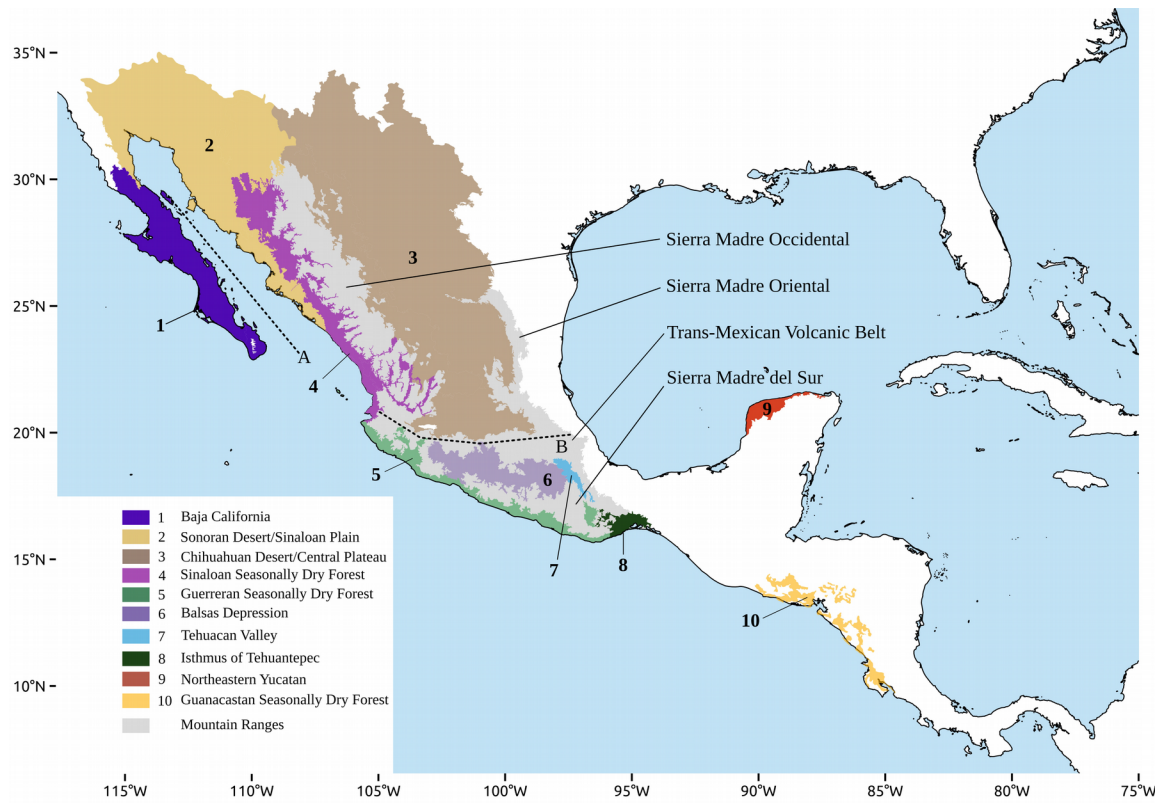 35°N
30°N
25°N
20°N
15°N
10°N
2
3
1
A
4
Sierra Madre Occidental
Sierra Madre Oriental
Trans-Mexican Volcanic Belt
Sierra Madre del Sur
9
B
5
6
7
8
10
1 Baja California
2 Sonoran Desert/Sinaloan Plain
3 Chihuahuan Desert/Central Plateau
4 Sinaloan Seasonally Dry Forest
5 Guerreran Seasonally Dry Forest
6 Balsas Depression
7 Tehuacan Valley
8 Isthmus of Tehuantepec
9 Northeastern Yucatan
10 Guanacastan Seasonally Dry Forest
Mountain Ranges
115°W 110°W 105°W 100°W 95°W 90°W 85°W 80°W 75°W